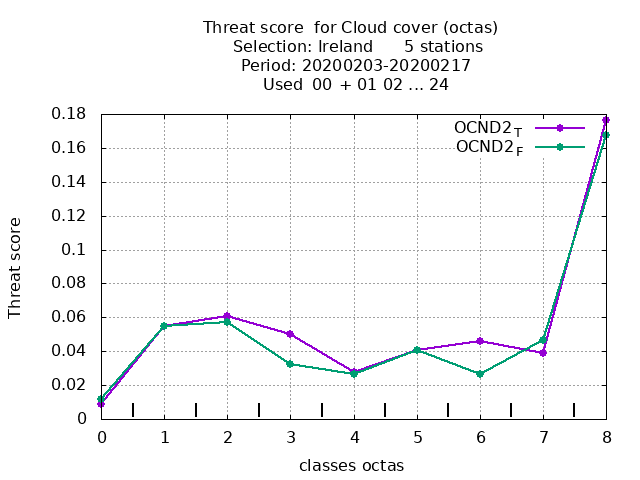 Threat score for Cloud cover (octas)
Selection: Ireland 5 stations
Period: 20200203-20200217
Used 00 + 01 02 ... 24
OCND2T
OCND2F
0.18
0.16
0.14
0.12
0.1
0.08
0.06
0.04
0.02
0
Threat score
0 1 2 3 4 5 6 7 8
classes octas